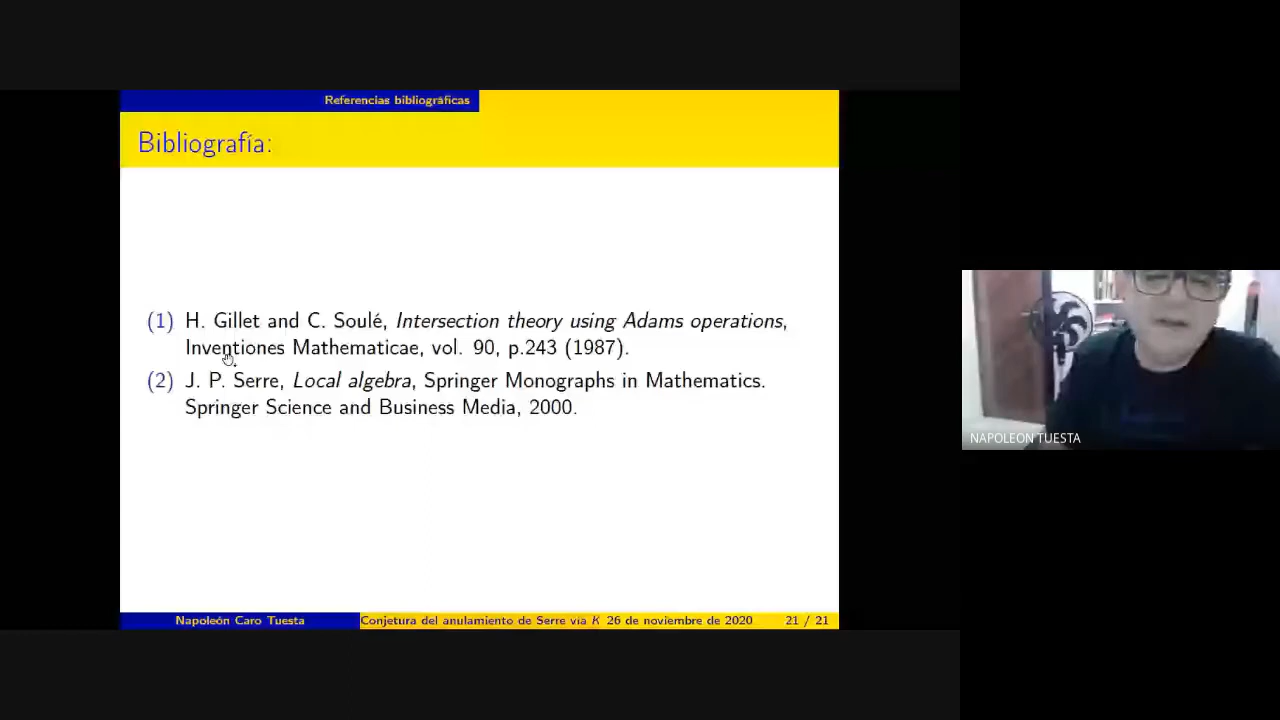 Referencias bibliográficas
Bibliografía:
(1) H. Gillet and C. Soulé, Intersection theory using Adams operations,
Inventiones Mathematicae, vol. 90, p.243 (1987).
(2) J. P. Serre, Local algebra, Springer Monographs in Mathematics.
Springer Science and Business Media, 2000.
Napoleón Caro Tuesta
Conjetura del anulamiento de Serre vía K 26 de noviembre de 2020 21 / 21
NAPOLEON TUESTA